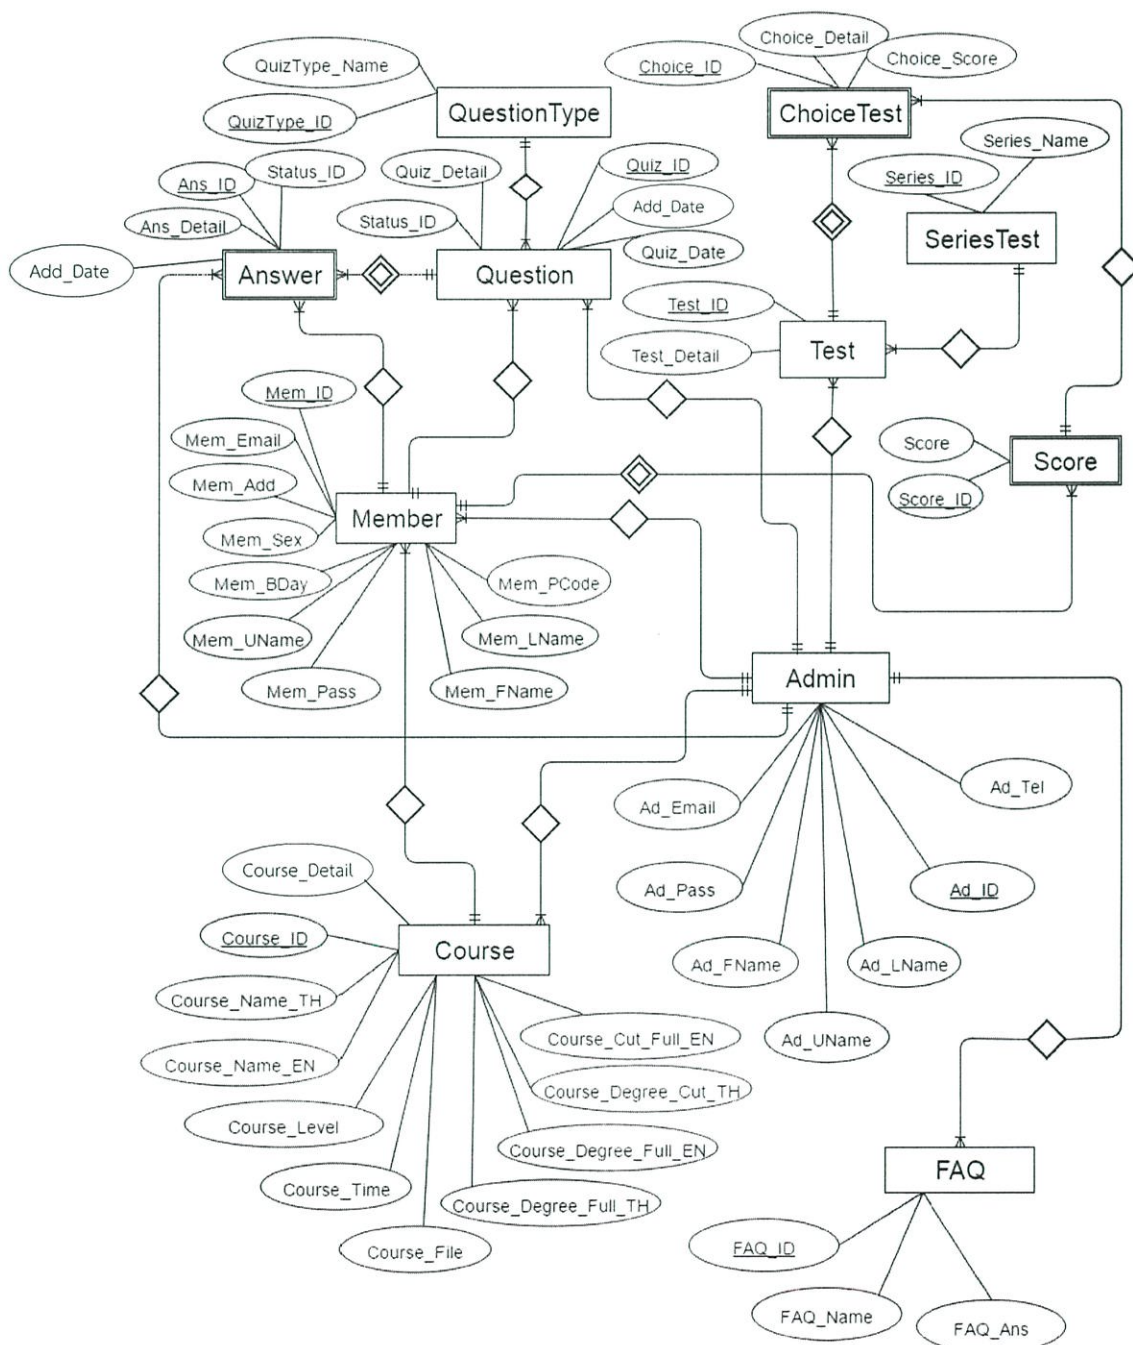 Choice_Detail
Choice_ID
Choice_Score
QuizType_Name
QuestionType
ChoiceTest
QuizType_ID
Series_Name
Status_ID
Quiz_Detail
Quiz_ID
Series_ID
Ans_ID
Add_Date
Ans_Detail
Status_ID
Quiz_Date
SeriesTest
Add_Date
Answer
Question
Test_ID
Test_Detail
Test
Mem_ID
Mem_Email
Score
Score
Mem_Add
Score_ID
Member
Mem_Sex
Mem_BDay
Mem_PCode
Mem_UName
Mem_LName
Mem_Pass
Mem_FName
Admin
Ad_Email
Ad_Tel
Course_Detail
Ad_Pass
Ad_ID
Course_ID
Course
Ad_FName
Ad_LName
Course_Name_TH
Course_Cut_Full_EN
Ad_UName
Course_Name_EN
Course_Degree_Cut_TH
Course_Level
Course_Degree_Full_EN
FAQ
Course_Time
Course_Degree_Full_TH
Course_File
FAQ_ID
FAQ_Name
FAQ_Ans